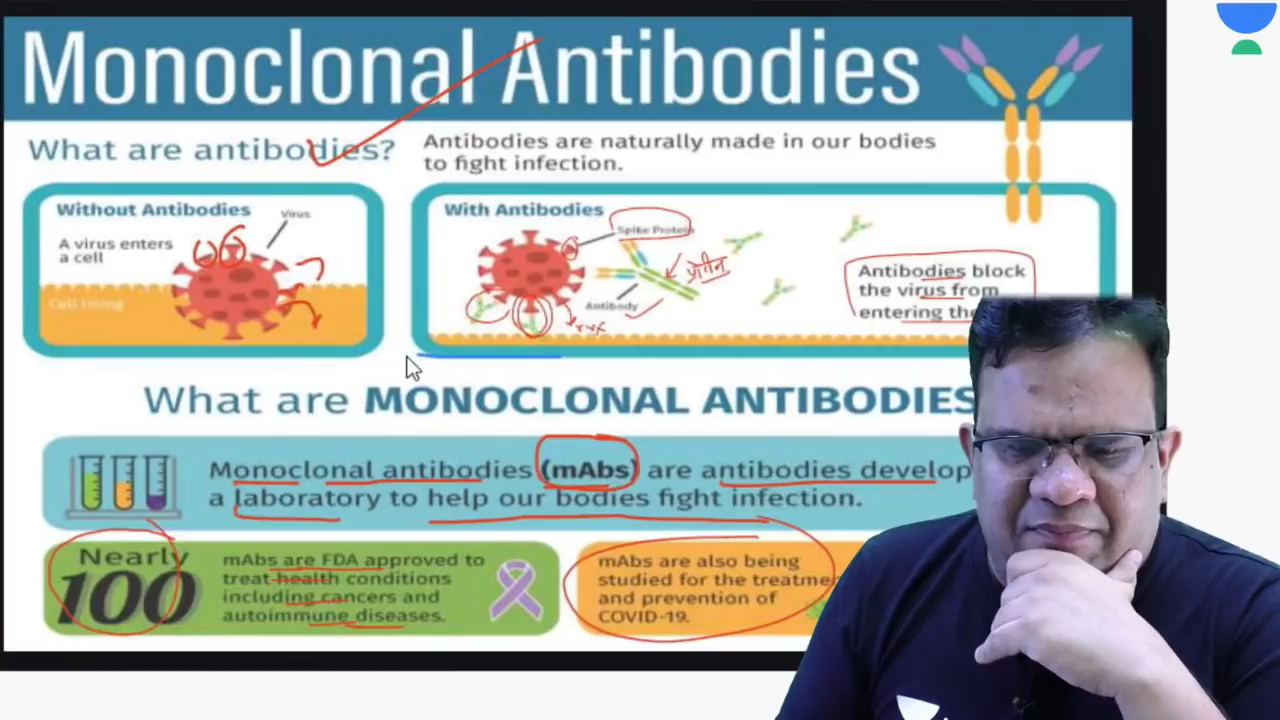 Monoclonal Antibodies
What are antibodies?
Antibodies are naturally made in our bodies
to fight infection.
Without Antibodies
Virus
A virus enters
a cell
Cell lining
With Antibodies
Spike Protein
Antibody
Antibodies block
the virus from
entering the
What are MONOCLONAL ANTIBODIES
Monoclonal antibodies (mAbs) are antibodies develop
a laboratory to help our bodies fight infection.
Nearly
100
mAbs are FDA approved to
treat health conditions
including cancers and
autoimmune diseases.
mAbs are also being
studied for the treatme
and prevention of
COVID-19.